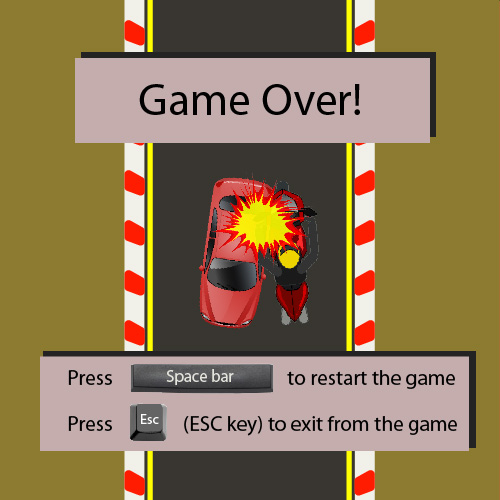 Game Over!
Press Space bar to restart the game
Press Esc (ESC key) to exit from the game